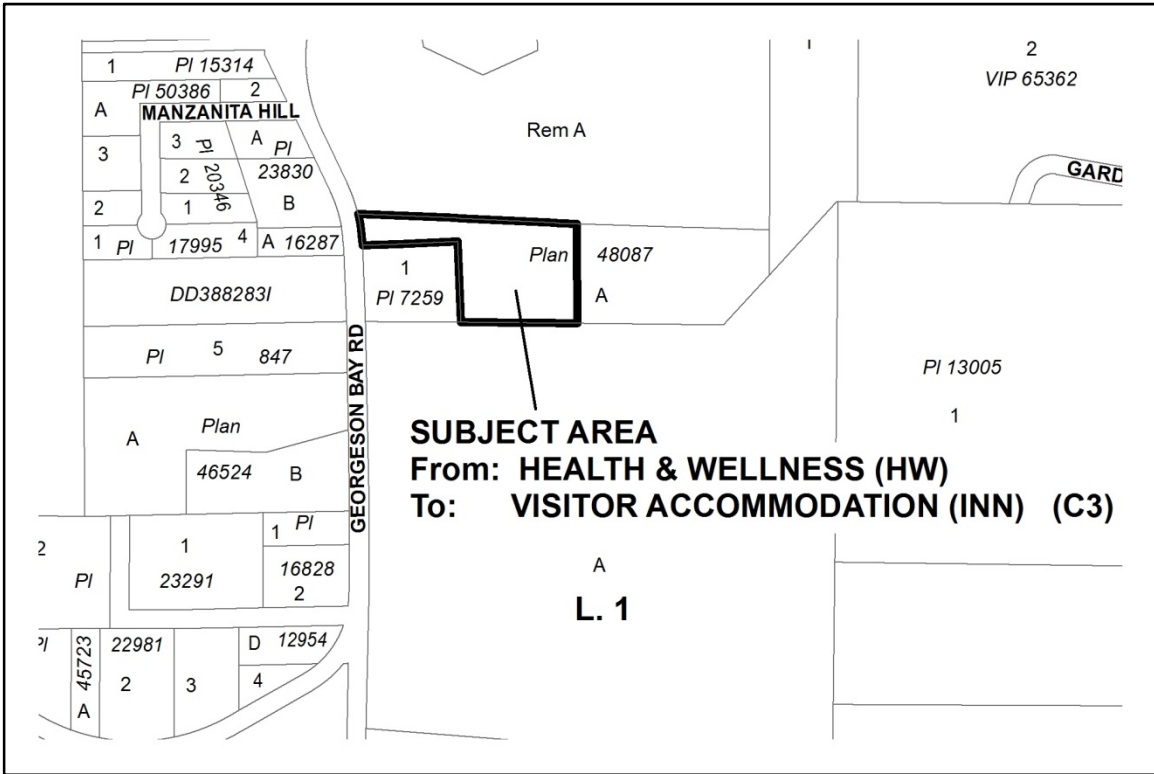 1 Pl 15314
2
VIP 65362
Pl 50386 2
A
MANZANITA HILL
Rem A
3 Pl 20346
A Pl
23830
3
2
GARD
2
1
B
1 Pl
17995 4
A 16287
Plan 48087
A
1
Pl 7259
DD388283I
Pl 5 847
GEORGESON BAY RD
Pl 13005
1
A Plan
46524 B
SUBJECT AREA
From: HEALTH & WELLNESS (HW)
To: VISITOR ACCOMMODATION (INN) (C3)
1 Pl
2
Pl
1
23291
16828
2
A
L. 1
45723
A
22981
2
3
D 12954
4